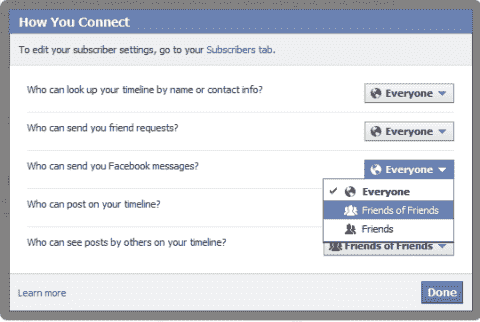 How You Connect
To edit your subscriber settings, go to your Subscribers tab.
Who can look up your timeline by name or contact info?
Everyone
Who can send you friend requests?
Everyone
Who can send you Facebook messages?
Everyone
Everyone
Friends of Friends
Friends
Who can post on your timeline?
Who can see posts by others on your timeline?
Friends of Friends
Learn more
Done